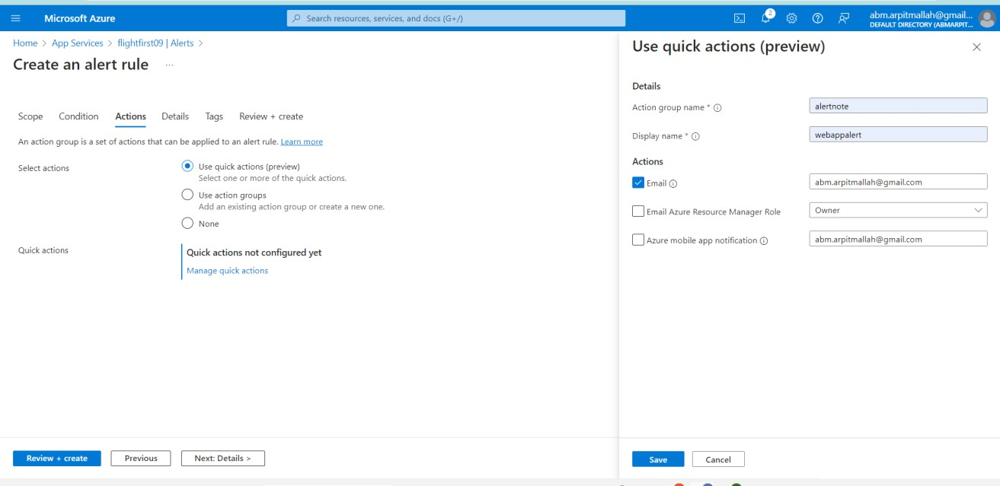 Microsoft Azure
Search resources, services, and docs (G+/)
2
abm.arpitmallah@gmail...
DEFAULT DIRECTORY (ABMARPIT...
Home > App Services > flightfirst09 | Alerts >
Create an alert rule ...
Scope Condition Actions Details Tags Review + create
An action group is a set of actions that can be applied to an alert rule. Learn more
Select actions
Use quick actions (preview)
Select one or more of the quick actions.
Use action groups
Add an existing action group or create a new one.
None
Quick actions
Quick actions not configured yet
Manage quick actions
Review + create Previous Next: Details >
Use quick actions (preview)
Details
Action group name * alertnote
Display name * webappalert
Actions
Email abm.arpitmallah@gmail.com
Email Azure Resource Manager Role Owner
Azure mobile app notification abm.arpitmallah@gmail.com
Save Cancel